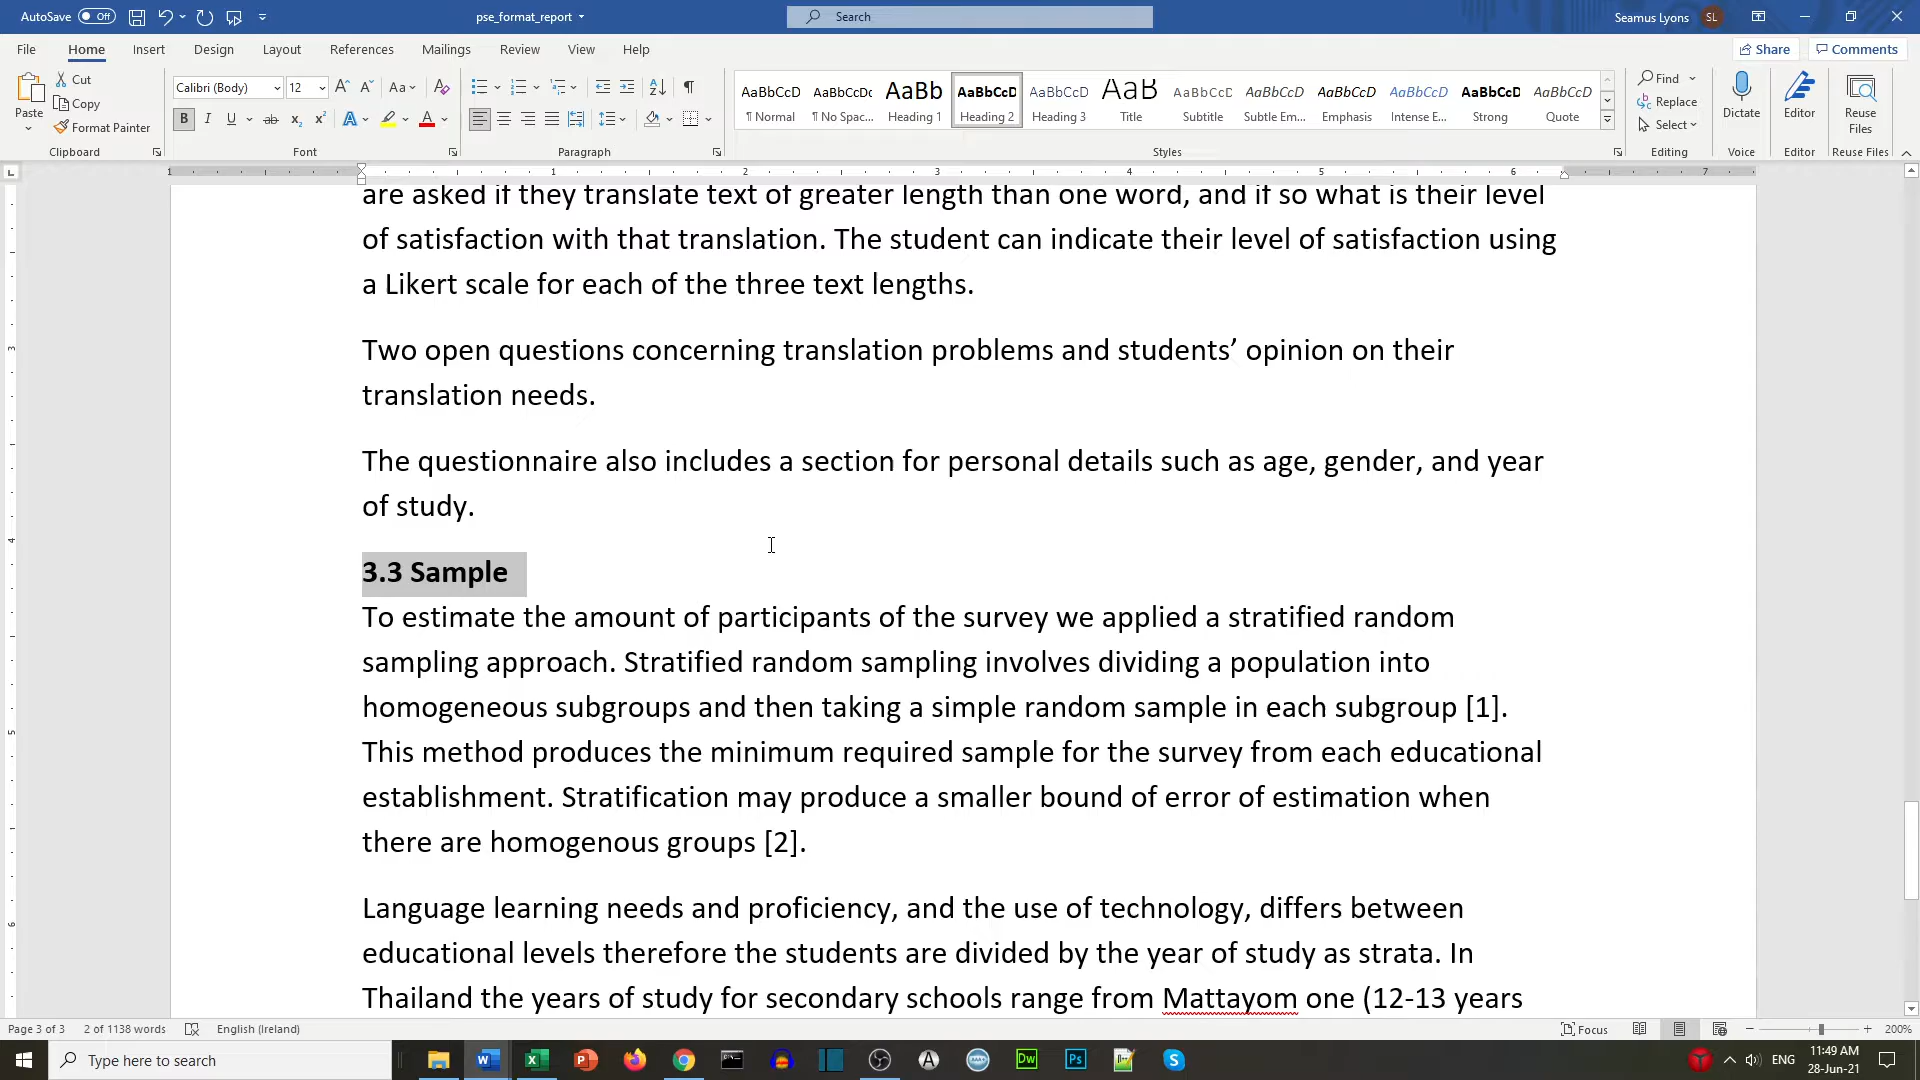 AutoSave Off pse_format_report Search Seamus Lyons SL
File Home Insert Design Layout References Mailings Review View Help Share Comments
Paste Cut Copy Format Painter
Calibri (Body) 12
AaBbCcD AaBbCcDc AaBb AaBbCcD AaBbCcD AaB AaBbCcD AaBbCcD AaBbCcD AaBbCcD AaBbCcD AaBbCcD
¶ Normal ¶ No Spac... Heading 1 Heading 2 Heading 3 Title Subtitle Subtle Em... Emphasis Intense E... Strong Quote
Find Replace Select Dictate Editor Reuse Files
Clipboard Font Paragraph Styles Editing Voice Editor Reuse Files
1 1 2 3 4 5 6 7
are asked if they translate text of greater length than one word, and if so what is their level
of satisfaction with that translation. The student can indicate their level of satisfaction using
a Likert scale for each of the three text lengths.
Two open questions concerning translation problems and students’ opinion on their
translation needs.
The questionnaire also includes a section for personal details such as age, gender, and year
of study.
3.3 Sample
To estimate the amount of participants of the survey we applied a stratified random
sampling approach. Stratified random sampling involves dividing a population into
homogeneous subgroups and then taking a simple random sample in each subgroup [1].
This method produces the minimum required sample for the survey from each educational
establishment. Stratification may produce a smaller bound of error of estimation when
there are homogenous groups [2].
Language learning needs and proficiency, and the use of technology, differs between
educational levels therefore the students are divided by the year of study as strata. In
Thailand the years of study for secondary schools range from Mattayom one (12-13 years
Page 3 of 3 2 of 1138 words English (Ireland) Focus 200%
Type here to search ENG 11:49 AM
28-Jun-21